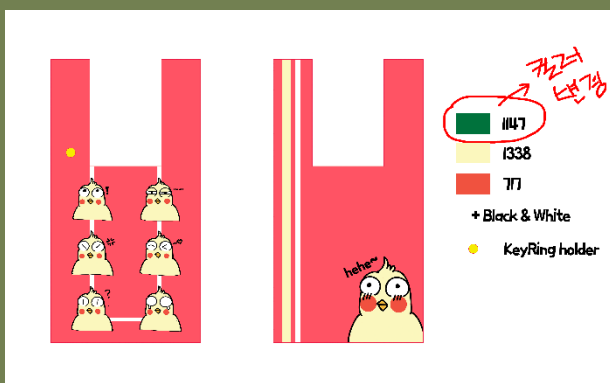 컬러
변경
1147
1338
717
+ Black & White
KeyRing holder
hehe~
!
?